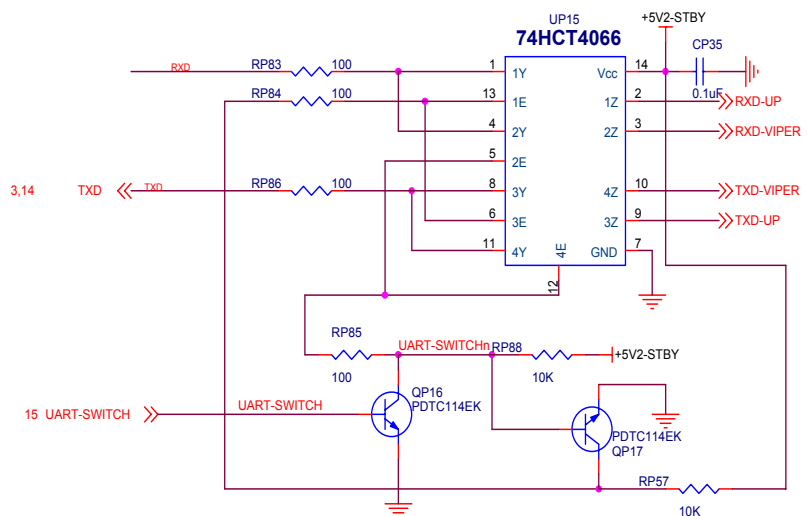 UP15
+5V2-STBY
74HCT4066
CP35
RXD
RP83
100
1
1Y
Vcc
14
0.1uF
RP84
100
13
1E
1Z
2
RXD-UP
4
2Y
2Z
3
RXD-VIPER
5
2E
3,14
TXD
TXD
RP86
100
8
3Y
4Z
10
TXD-VIPER
6
3E
3Z
9
TXD-UP
11
4Y
4E
GND
7
12
RP85
100
UART-SWITCHn
RP88
10K
+5V2-STBY
QP16
PDTC114EK
15
UART-SWITCH
UART-SWITCH
PDTC114EK
QP17
RP57
10K